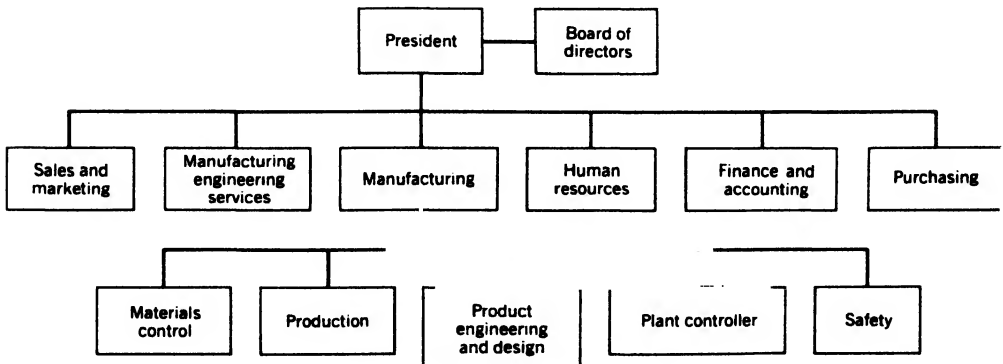 President
Board of
directors
Sales and
marketing
Manufacturing
engineering
services
Manufacturing
Human
resources
Finance and
accounting
Purchasing
Materials
control
Production
Product
engineering
and design
Plant controller
Safety